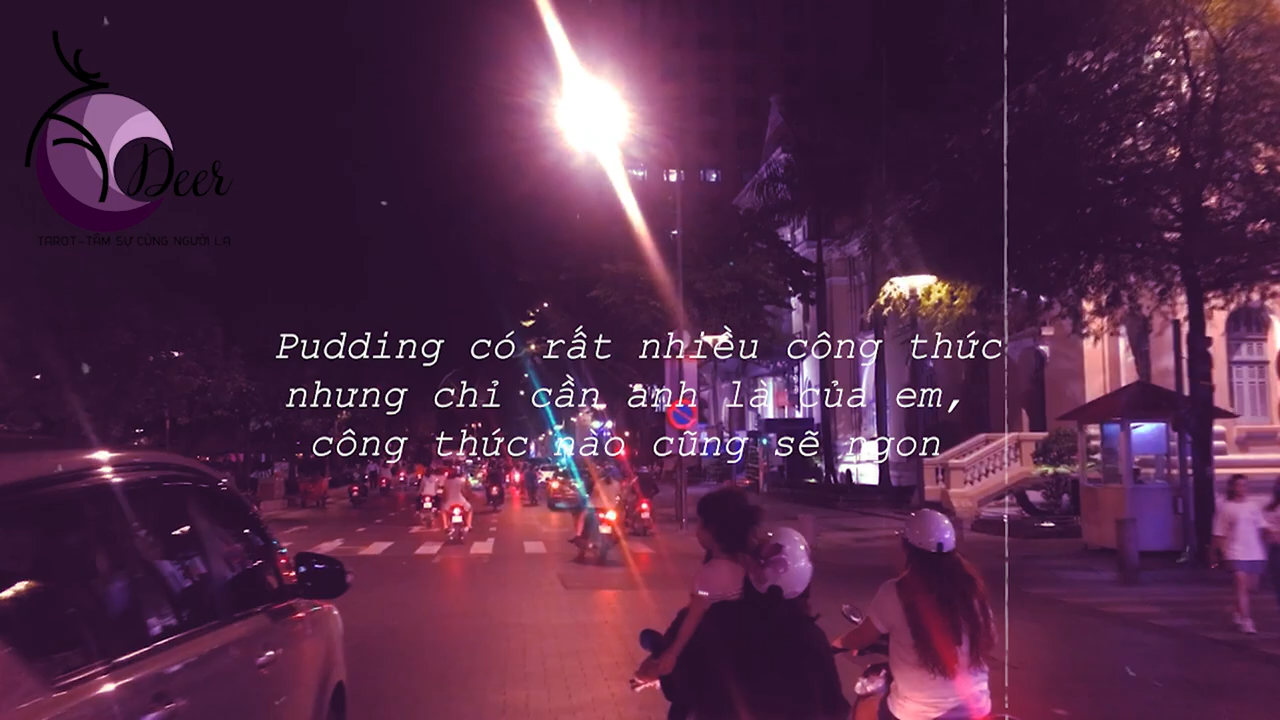 Deer
TAROT-TÂM SỰ CÙNG NGƯỜI LẠ
Pudding có rất nhiều công thức
nhưng chỉ cần anh là của em,
công thức nào cũng sẽ ngon